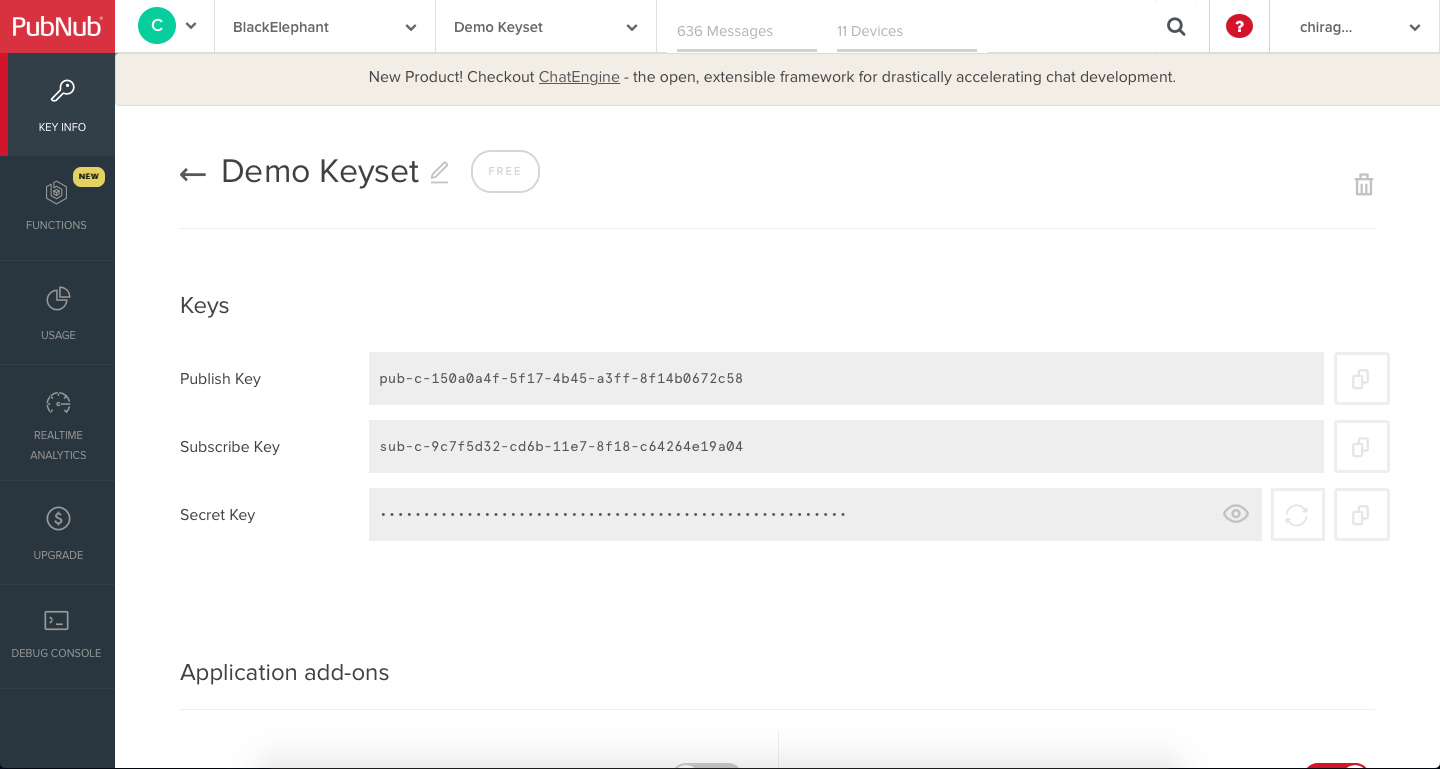 PubNub
C
BlackElephant
Demo Keyset
636 Messages
11 Devices
?
chirag...
New Product! Checkout ChatEngine - the open, extensible framework for drastically accelerating chat development.
KEY INFO
NEW
FUNCTIONS
USAGE
REALTIME
ANALYTICS
UPGRADE
DEBUG CONSOLE
Demo Keyset
FREE
Keys
Publish Key
pub-c-150a0a4f-5f17-4b45-a3ff-8f14b0672c58
Subscribe Key
sub-c-9c7f5d32-cd6b-11e7-8f18-c64264e19a04
Secret Key
Application add-ons